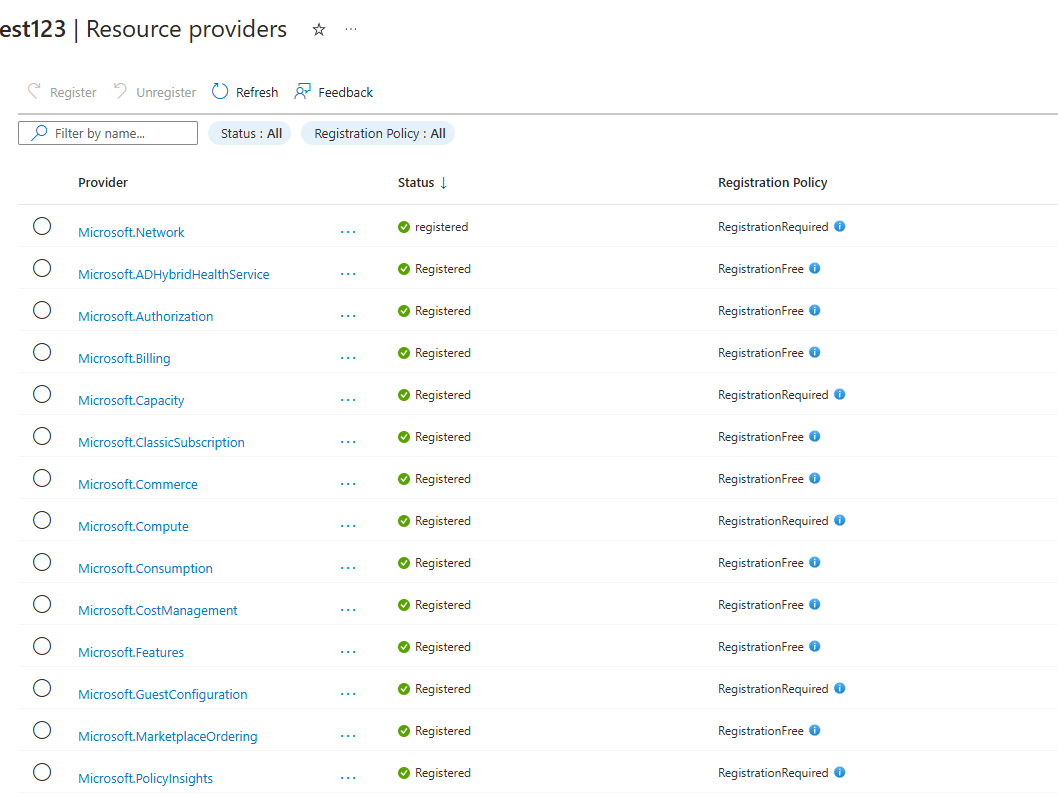 est123 | Resource providers
Register Unregister Refresh Feedback
Filter by name... Status : All Registration Policy : All
Provider Status ↓ Registration Policy
Microsoft.Network ... registered RegistrationRequired
Microsoft.ADHybridHealthService ... Registered RegistrationFree
Microsoft.Authorization ... Registered RegistrationFree
Microsoft.Billing ... Registered RegistrationFree
Microsoft.Capacity ... Registered RegistrationRequired
Microsoft.ClassicSubscription ... Registered RegistrationFree
Microsoft.Commerce ... Registered RegistrationFree
Microsoft.Compute ... Registered RegistrationRequired
Microsoft.Consumption ... Registered RegistrationFree
Microsoft.CostManagement ... Registered RegistrationFree
Microsoft.Features ... Registered RegistrationFree
Microsoft.GuestConfiguration ... Registered RegistrationRequired
Microsoft.MarketplaceOrdering ... Registered RegistrationFree
Microsoft.PolicyInsights ... Registered RegistrationRequired